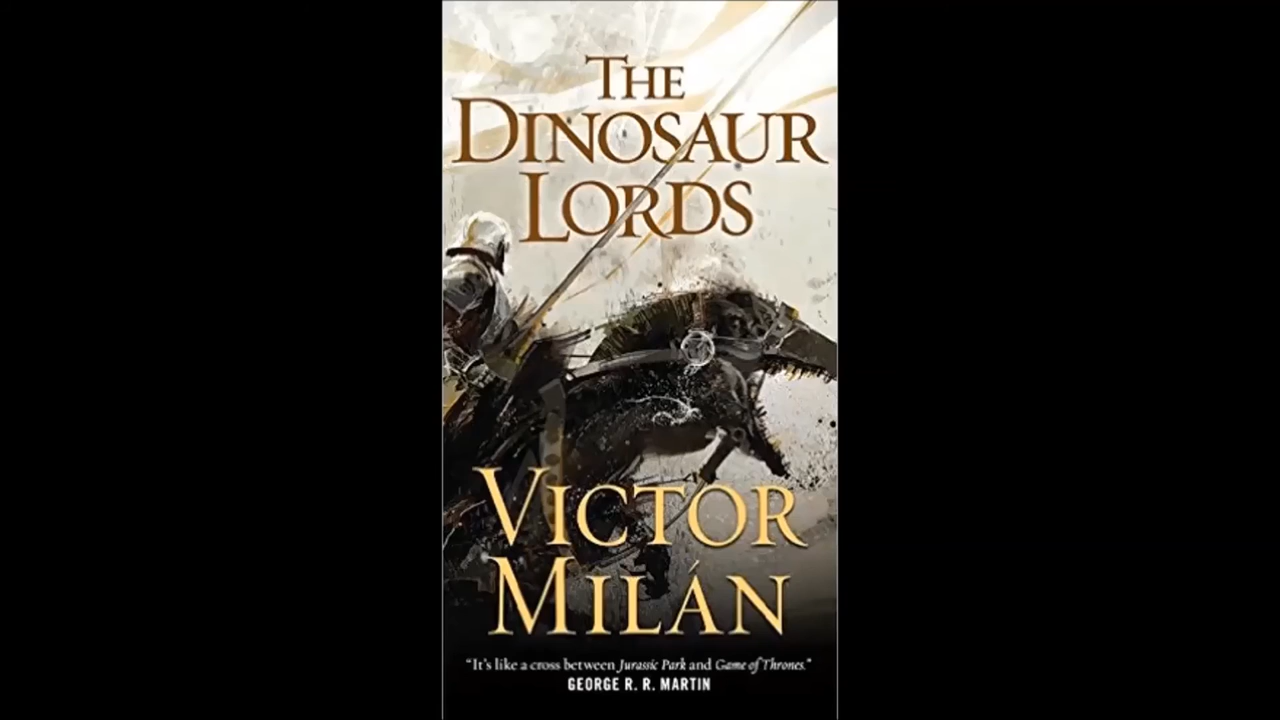 THE
DINOSAUR
LORDS
VICTOR
MILÁN
“It’s like a cross between Jurassic Park and Game of Thrones.”
GEORGE R. R. MARTIN